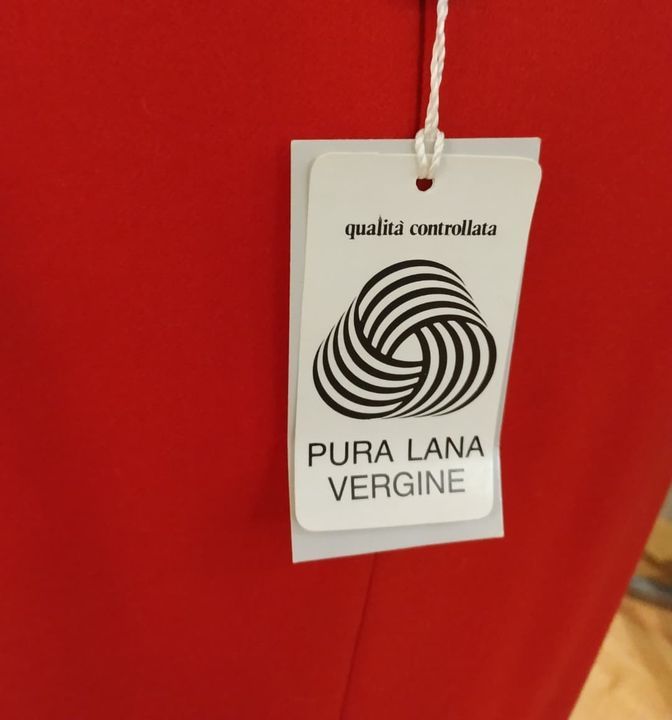 qualità controllata
PURA LANA
VERGINE